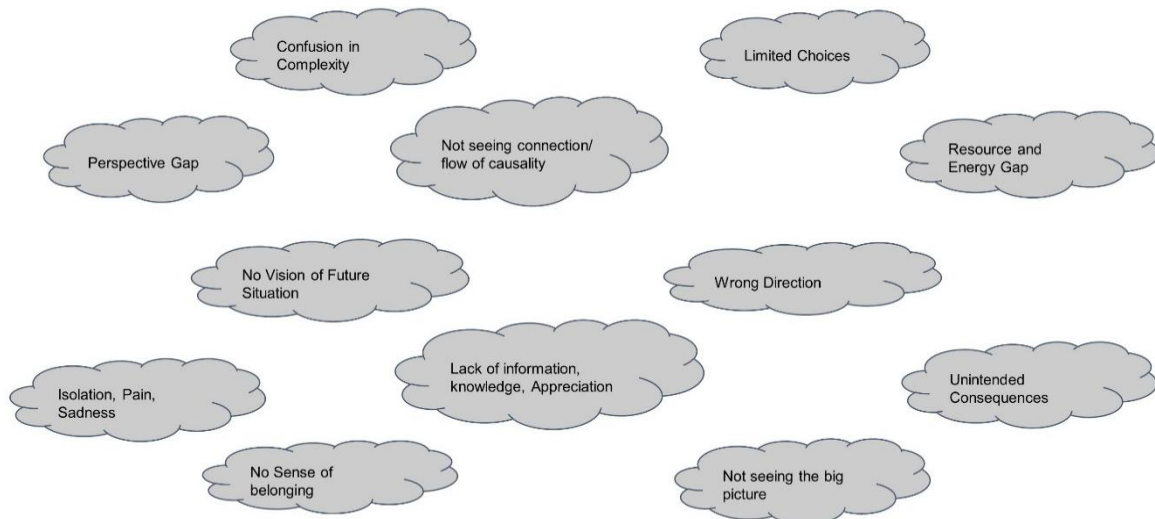 Confusion in
Complexity
Limited Choices
Perspective Gap
Not seeing connection/
flow of causality
Resource and
Energy Gap
No Vision of Future
Situation
Wrong Direction
Isolation, Pain,
Sadness
Lack of information,
knowledge, Appreciation
Unintended
Consequences
No Sense of
belonging
Not seeing the big
picture